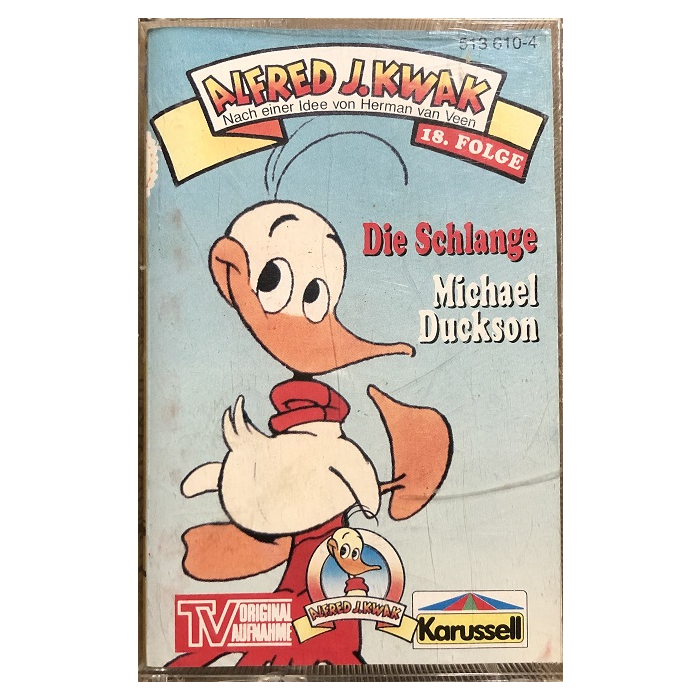 513 610-4
ALFRED J.KWAK
Nach einer Idee von Herman van Veen
18. FOLGE
Die Schlange
Michael
Duckson
TV ORIGINAL
AUFNAHME
ALFRED J.KWAK
Karussell